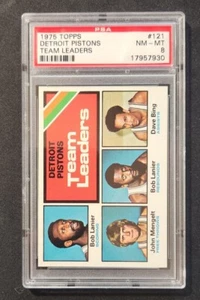 PSA
1975 TOPPS #121
DETROIT PISTONS NM-MT
TEAM LEADERS 8
17957930
DETROIT PISTONS
Team
Leaders
Bob Lanier
Dave Bing
Bob Lanier
John Mengelt